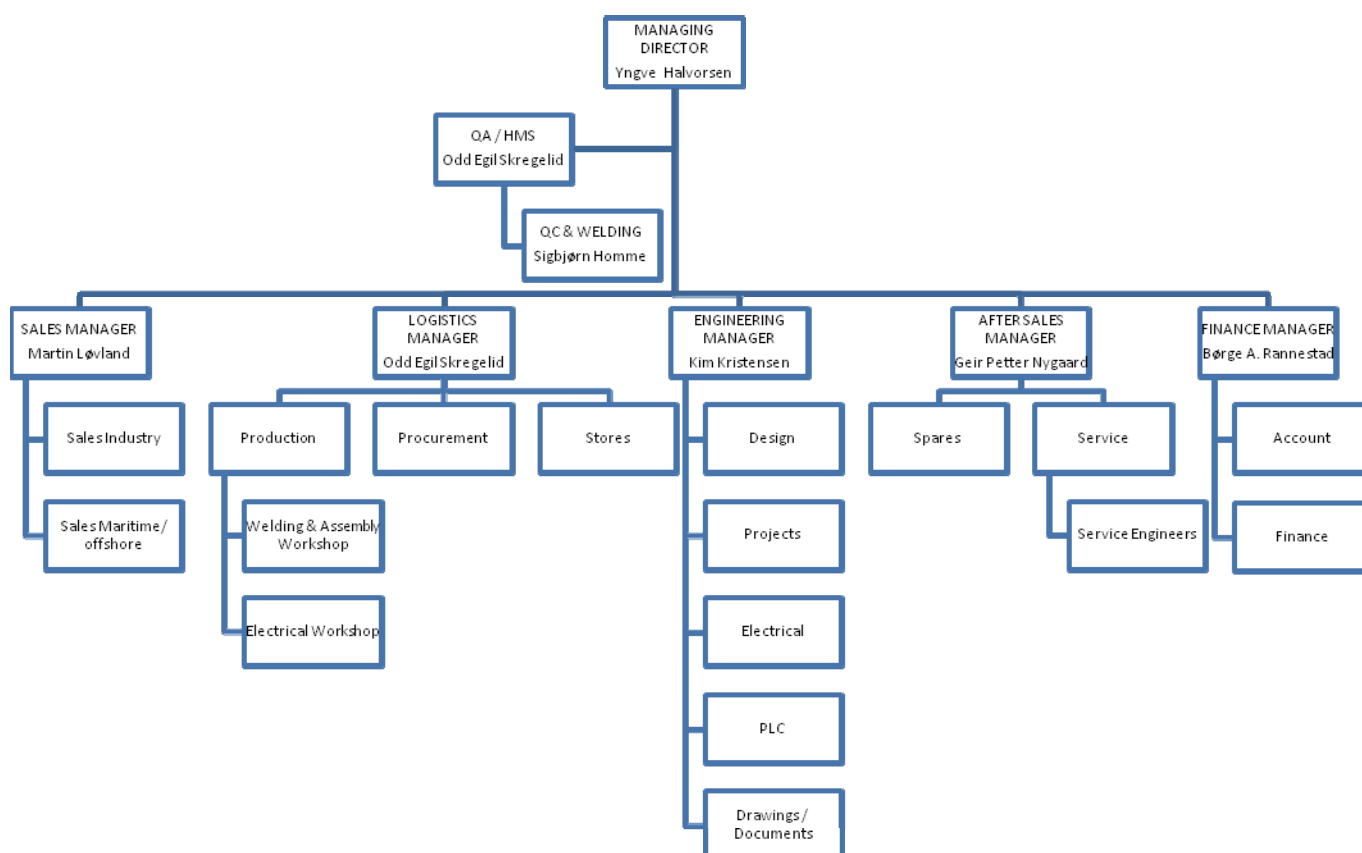 MANAGING
DIRECTOR
Yngve Halvorsen
QA / HMS
Odd Egil Skregelid
QC & WELDING
Sigbjørn Homme
SALES MANAGER
Martin Løvland
LOGISTICS
MANAGER
Odd Egil Skregelid
ENGINEERING
MANAGER
Kim Kristensen
AFTER SALES
MANAGER
Geir Petter Nygaard
FINANCE MANAGER
Børge A. Rannestad
Sales Industry
Production
Procurement
Stores
Design
Spares
Service
Account
Sales Maritime/
offshore
Welding & Assembly
Workshop
Projects
Service Engineers
Finance
Electrical Workshop
Electrical
PLC
Drawings /
Documents